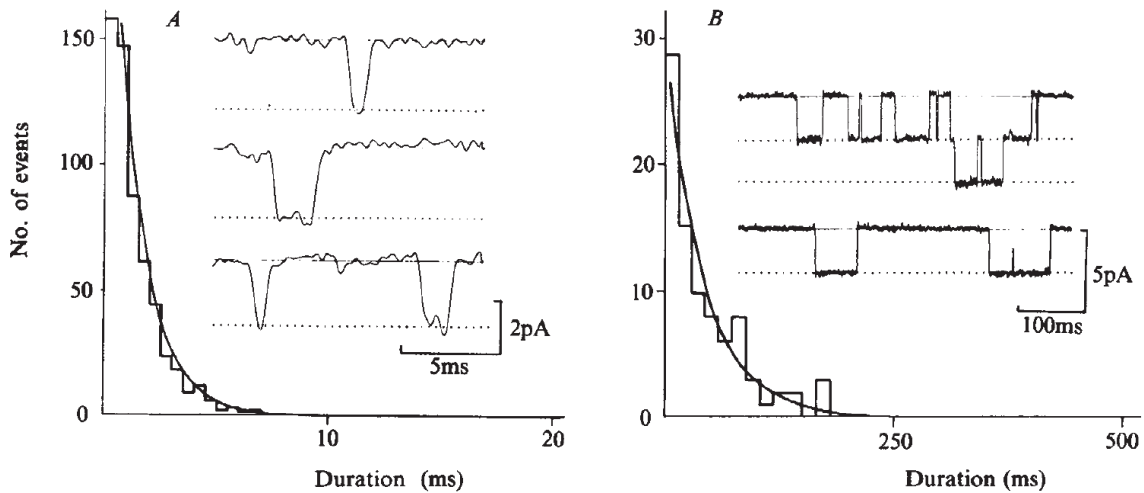 A
No. of events
150
100
50
0
10
20
Duration (ms)
2pA
5ms
B
30
20
10
0
250
500
Duration (ms)
5pA
100ms